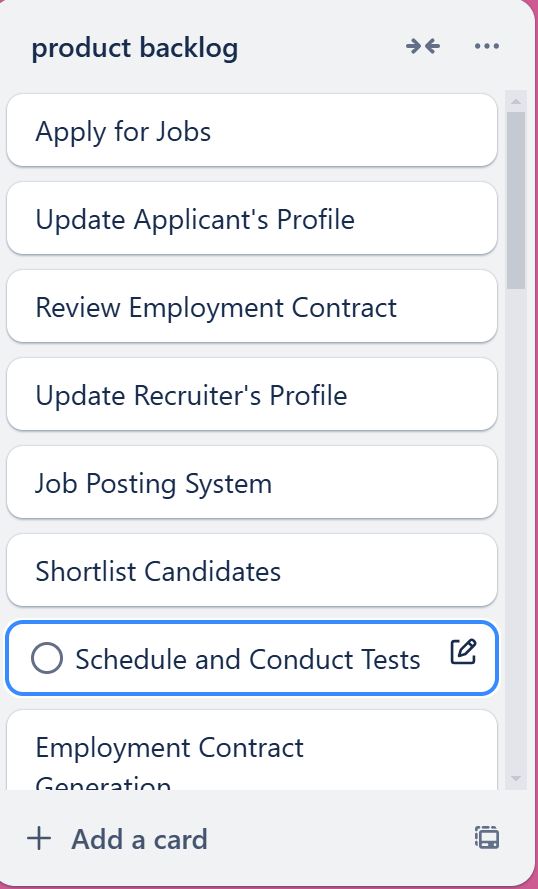 product backlog
Apply for Jobs
Update Applicant's Profile
Review Employment Contract
Update Recruiter's Profile
Job Posting System
Shortlist Candidates
Schedule and Conduct Tests
Employment Contract
Generation
Add a card